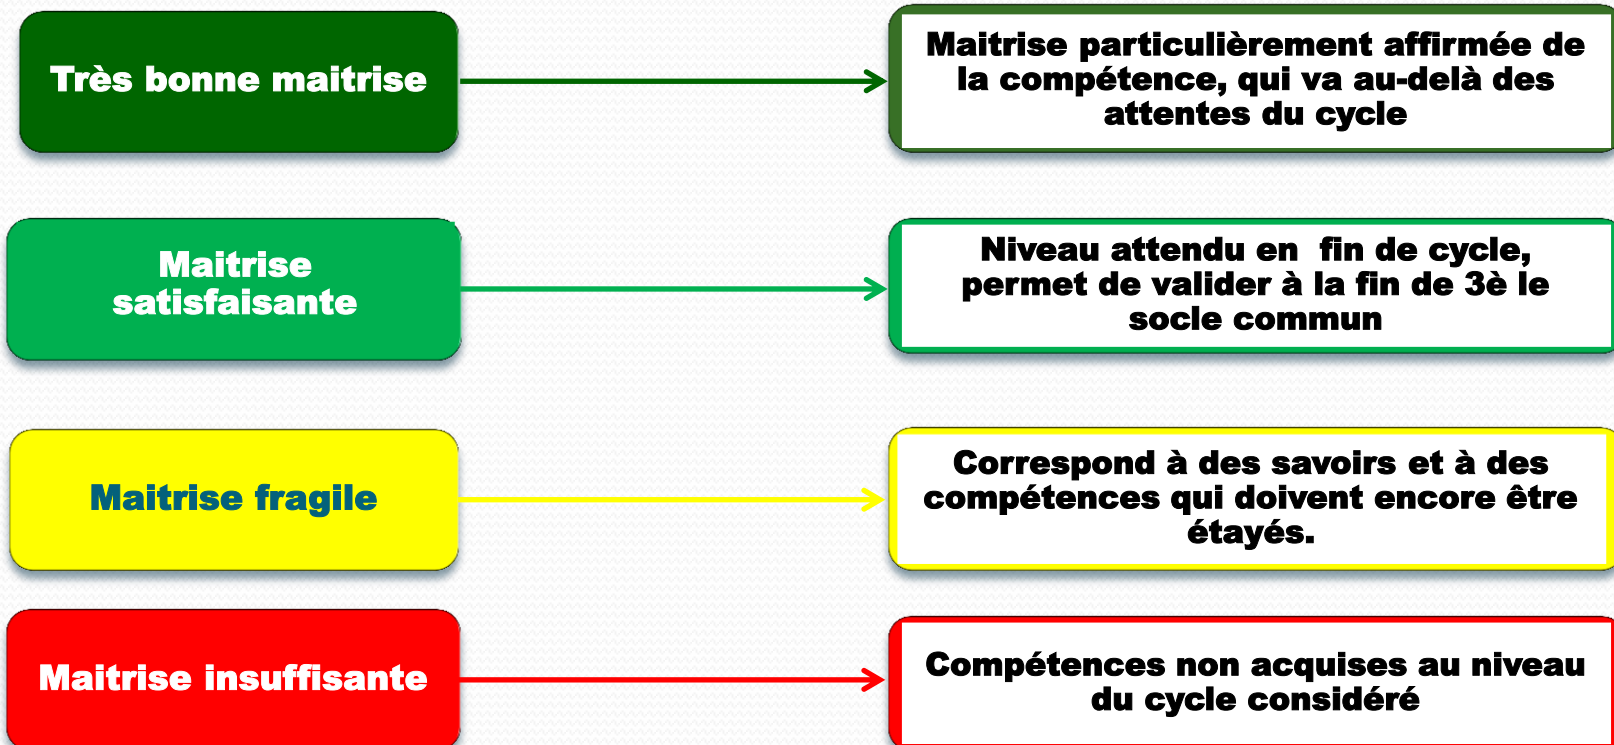 Très bonne maitrise
Maitrise particulièrement affirmée de
la compétence, qui va au-delà des
attentes du cycle
Maitrise
satisfaisante
Niveau attendu en  fin de cycle,
permet de valider à la fin de 3è le
socle commun
Maitrise fragile
Correspond à des savoirs et à des
compétences qui doivent encore être
étayés.
Maitrise insuffisante
Compétences non acquises au niveau
du cycle considéré